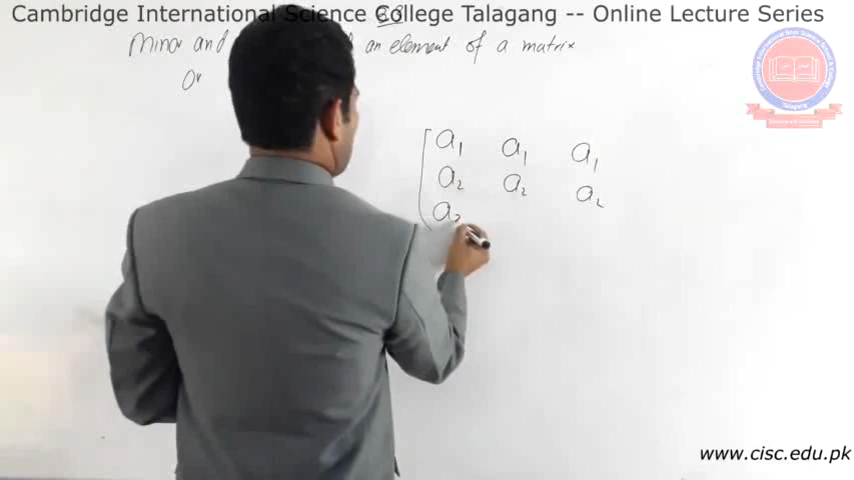 Cambridge International Science College Talagang -- Online Lecture Series
Minor and an element of a matrix
Or
a₁ a₁ a₁
a₂ a₂ a₂
a
Talagang
www.cisc.edu.pk